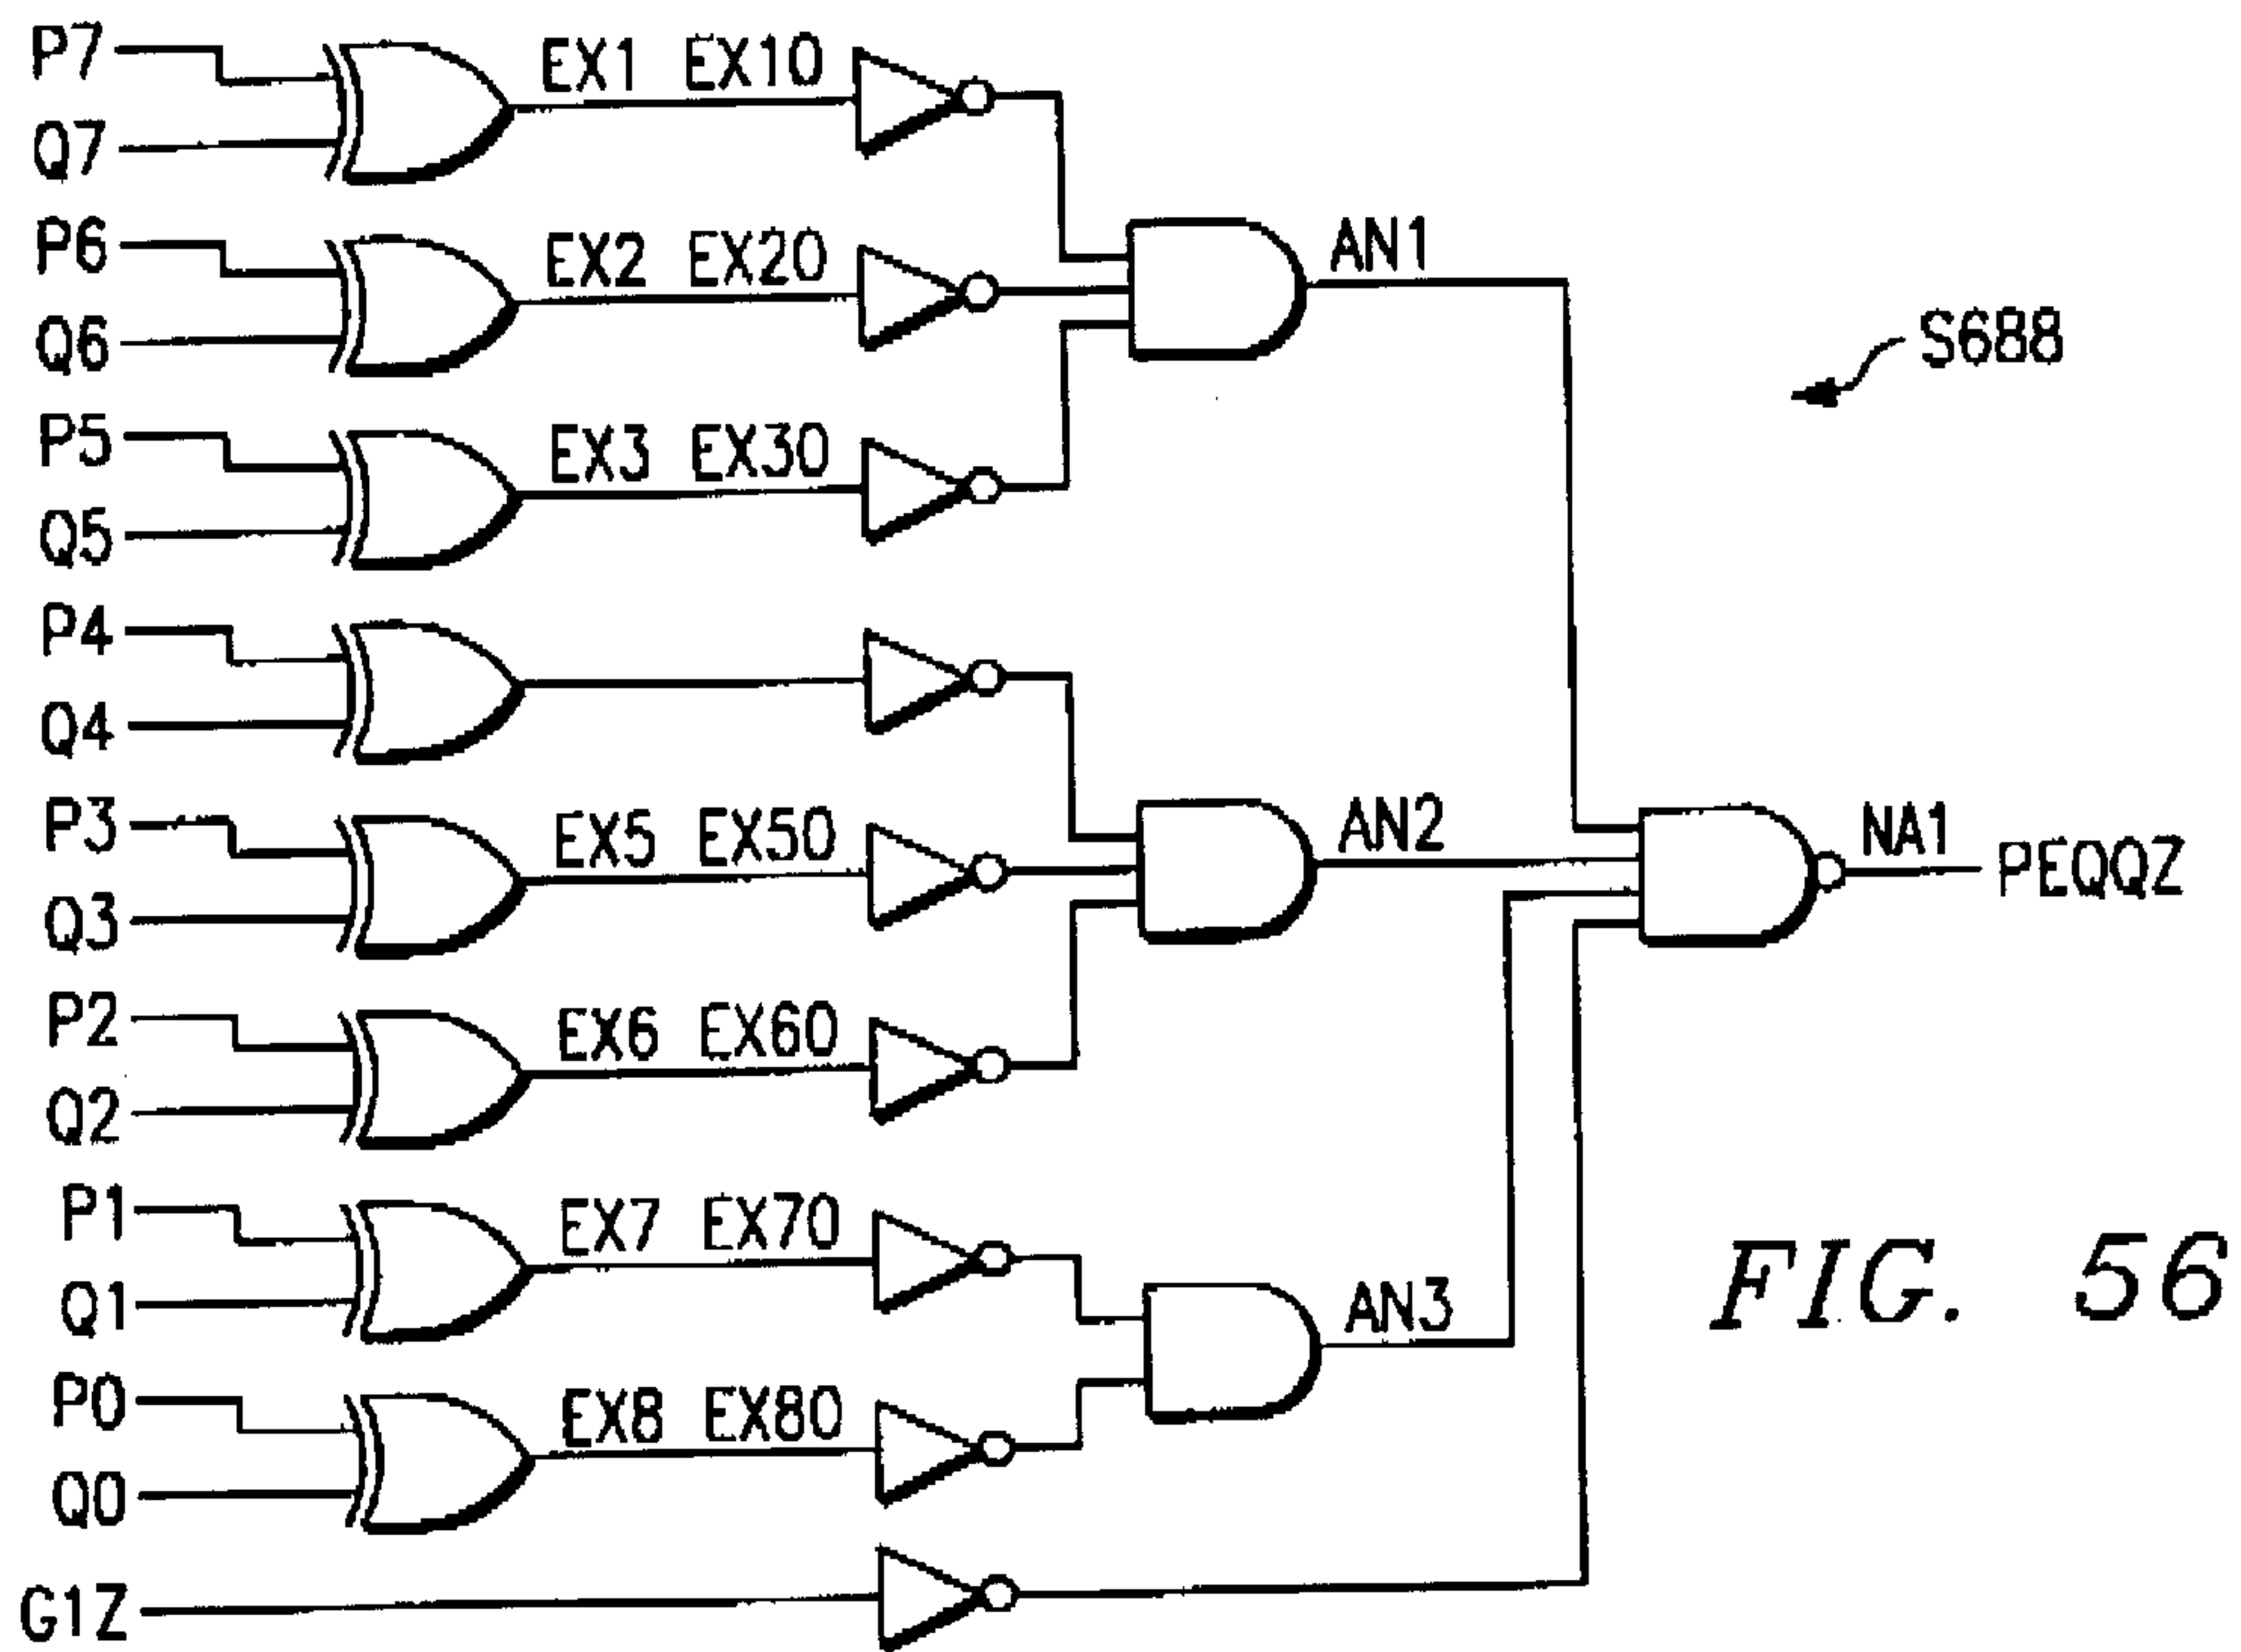 P7
EX1 EX10
Q7
P6
EX2 EX20
AN1
Q6
S688
P5
EX3 EX30
Q5
P4
Q4
P3
EX5 EX50
AN2
NA1
PEQQZ
Q3
P2
EX6 EX60
Q2
P1
EX7 EX70
Q1
AN3
FIG. 56
P0
EX8 EX80
Q0
G1Z